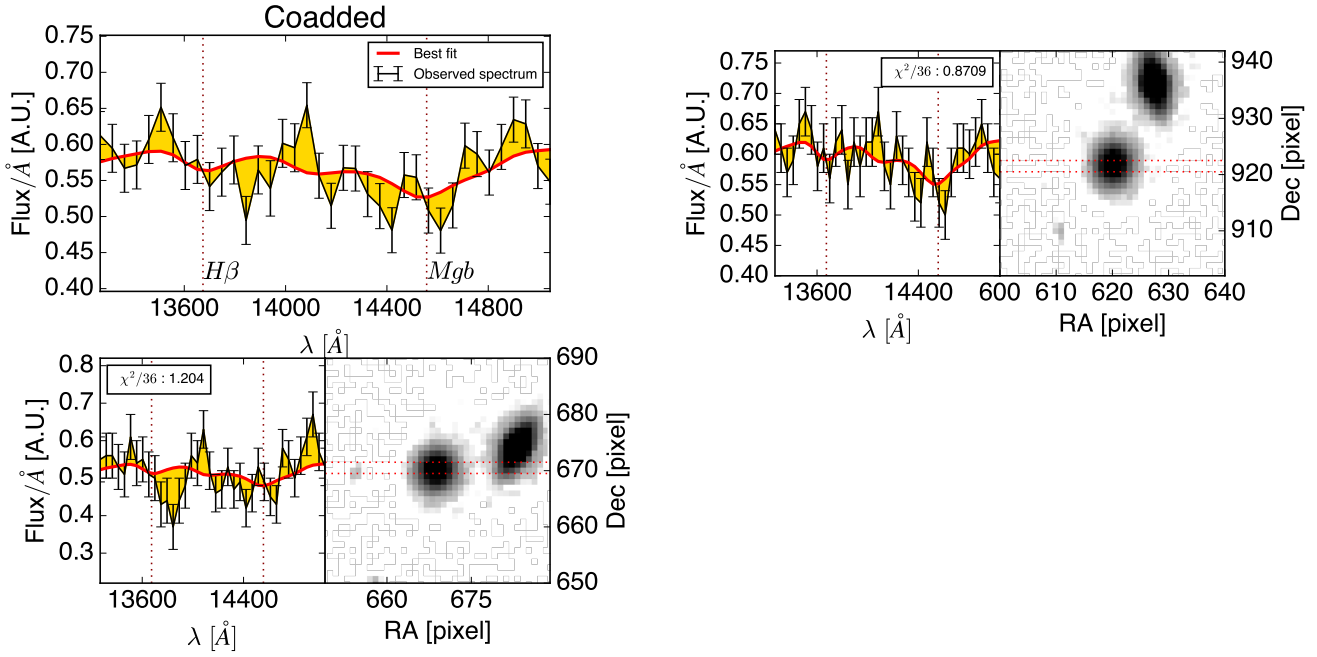 Coadded
0.75
0.70
0.65
0.60
0.55
0.50
0.45
0.40
Flux/Å [A.U.]
Best fit
Observed spectrum
Hβ
Mgb
13600 14000 14400 14800
λ [Å]
0.75
0.70
0.65
0.60
0.55
0.50
0.45
0.40
Flux/Å [A.U.]
χ²/36 : 0.8709
13600 14400
λ [Å]
940
930
920
910
Dec [pixel]
600 610 620 630 640
RA [pixel]
0.8
0.7
0.6
0.5
0.4
0.3
Flux/Å [A.U.]
χ²/36 : 1.204
13600 14400
λ [Å]
690
680
670
660
650
Dec [pixel]
660 675
RA [pixel]